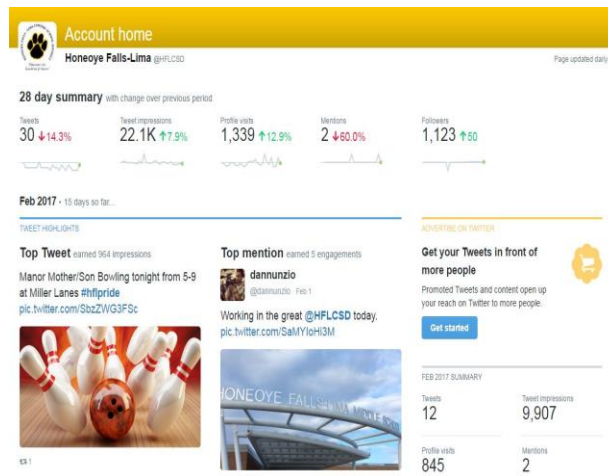 Account home
Honeoye Falls-Lima @HFLCSD
Page updated daily
28 day summary with change over previous period
Tweets
30 ↓14.3%
Tweet impressions
22.1K ↑7.9%
Profile visits
1,339 ↑12.9%
Mentions
2 ↓60.0%
Followers
1,123 ↑50
Feb 2017 • 15 days so far...
TWEET HIGHLIGHTS
Top Tweet earned 964 impressions
Manor Mother/Son Bowling tonight from 5-9
at Miller Lanes #hflpride
pic.twitter.com/SbzZWG3FSc
1
Top mention earned 5 engagements
dannunzio
@dannunzio Feb 1
Working in the great @HFLCSD today.
pic.twitter.com/SaMYIoHi3M
HONEOYE FALLS-LIMA MIDDLE
ADVERTISE ON TWITTER
Get your Tweets in front of
more people
Promoted Tweets and content open up
your reach on Twitter to more people.
Get started
FEB 2017 SUMMARY
Tweets
12
Tweet impressions
9,907
Profile visits
845
Mentions
2